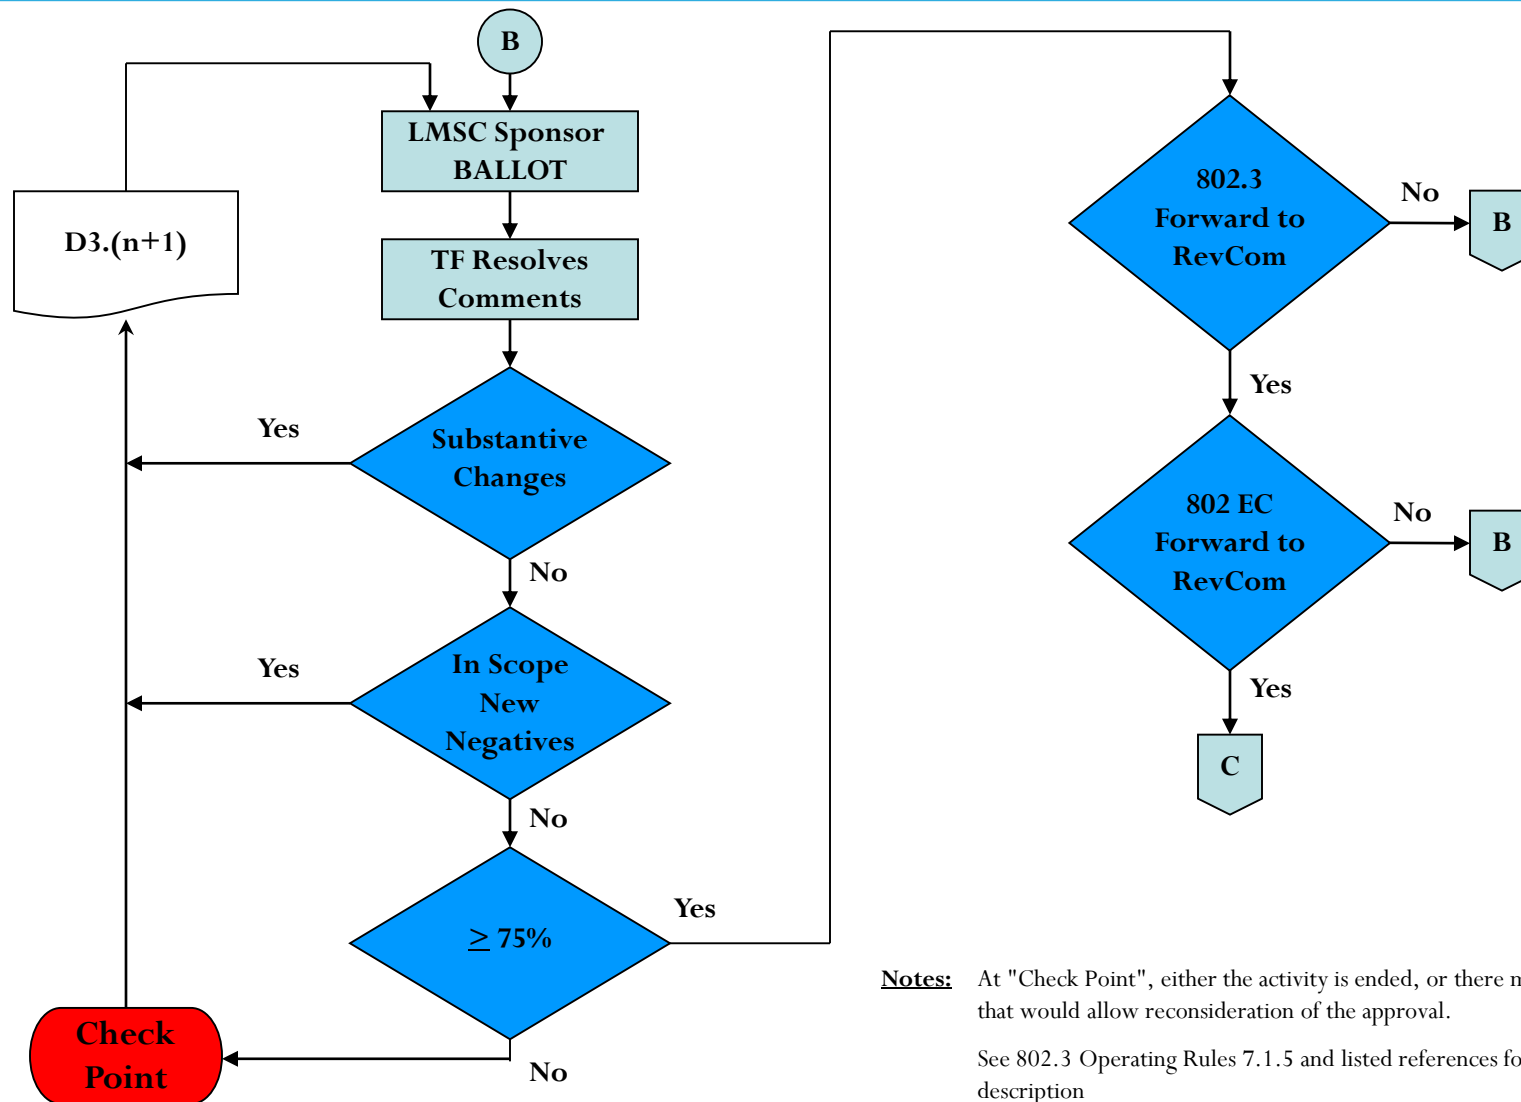 B
LMSC Sponsor
BALLOT
D3.(n+1)
TF Resolves
Comments
Yes
Substantive
Changes
No
Yes
In Scope
New
Negatives
No
≥ 75%
Yes
No
Check
Point
802.3
Forward to
RevCom
No
B
Yes
802 EC
Forward to
RevCom
No
B
Yes
C
Notes: At "Check Point", either the activity is ended, or there
that would allow reconsideration of the approval.
See 802.3 Operating Rules 7.1.5 and listed references
description